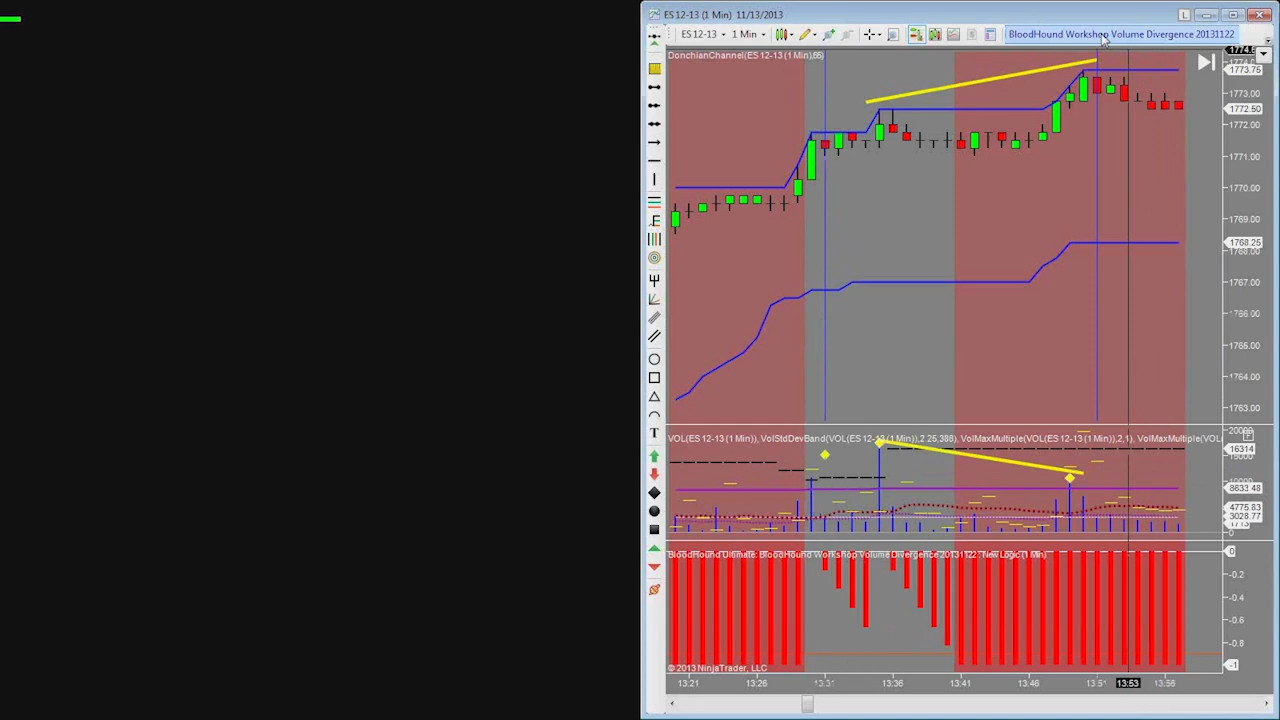 ES 12-13 (1 Min) 11/13/2013
L
ES 12-13 1 Min BloodHound Workshop Volume Divergence 20131122
DonchianChannel(ES 12-13 (1 Min),65)
1774.5
1773.75
1773.00
1772.50
1772.00
1771.00
1770.00
1769.00
1768.25
1767.00
1766.00
1765.00
1764.00
1763.00
VOL(ES 12-13 (1 Min)), VolStdDevBand(VOL(ES 12-13 (1 Min)),2.25,388), VolMaxMultiple(VOL(ES 12-13 (1 Min)),2,1), VolMaxMultiple(VOL(
F
16314
8633.48
4775.83
3028.77
0
BloodHound Ultimate: BloodHound Workshop Volume Divergence 20131122 : New Logic (1 Min)
0
-0.2
-0.4
-0.6
-0.8
-1
© 2013 NinjaTrader, LLC
13:21 13:26 13:31 13:36 13:41 13:46 13:51 13:53 13:56